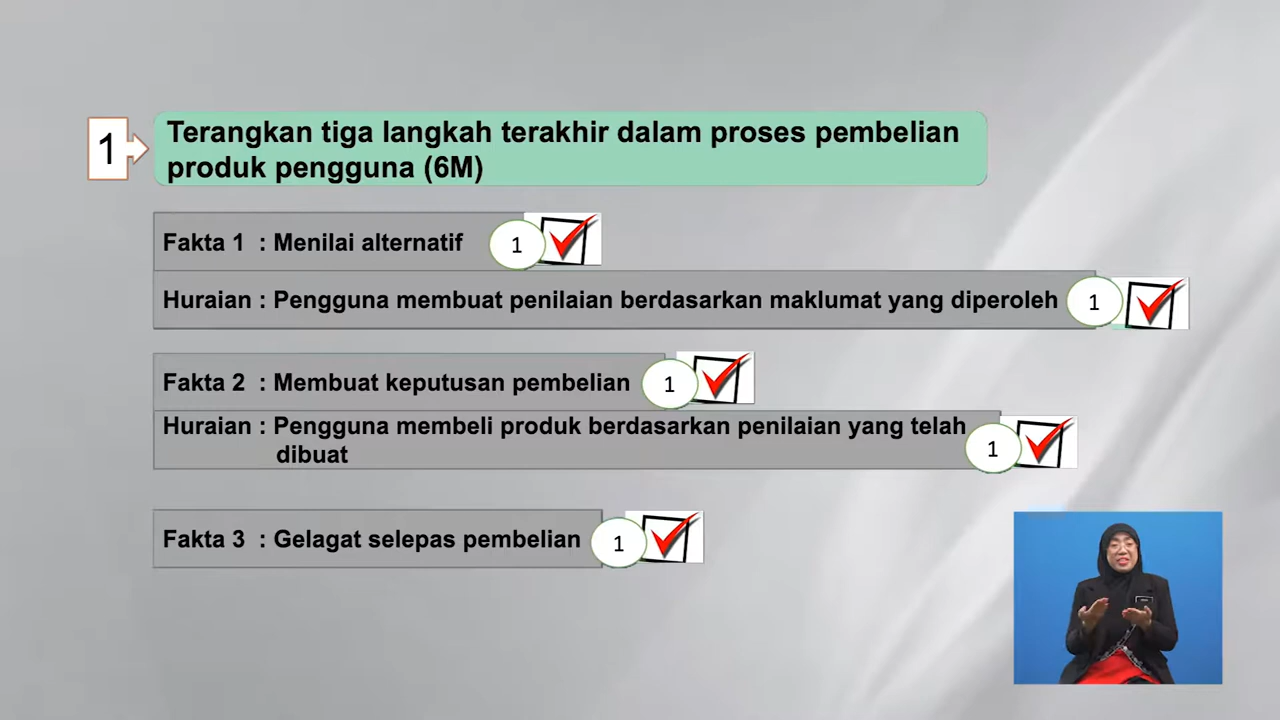 1
Terangkan tiga langkah terakhir dalam proses pembelian
produk pengguna (6M)
Fakta 1 : Menilai alternatif 1
Huraian : Pengguna membuat penilaian berdasarkan maklumat yang diperoleh 1
Fakta 2 : Membuat keputusan pembelian 1
Huraian : Pengguna membeli produk berdasarkan penilaian yang telah
dibuat 1
Fakta 3 : Gelagat selepas pembelian 1